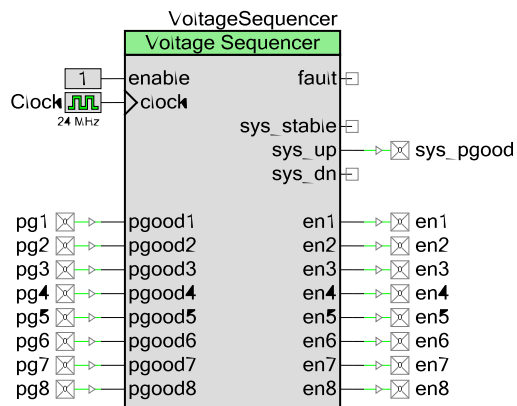 VoltageSequencer
Voltage Sequencer
1 enable fault
Clock clock
24 MHz
sys_stable
sys_up sys_pgood
sys_dn
pg1 pgood1 en1 en1
pg2 pgood2 en2 en2
pg3 pgood3 en3 en3
pg4 pgood4 en4 en4
pg5 pgood5 en5 en5
pg6 pgood6 en6 en6
pg7 pgood7 en7 en7
pg8 pgood8 en8 en8